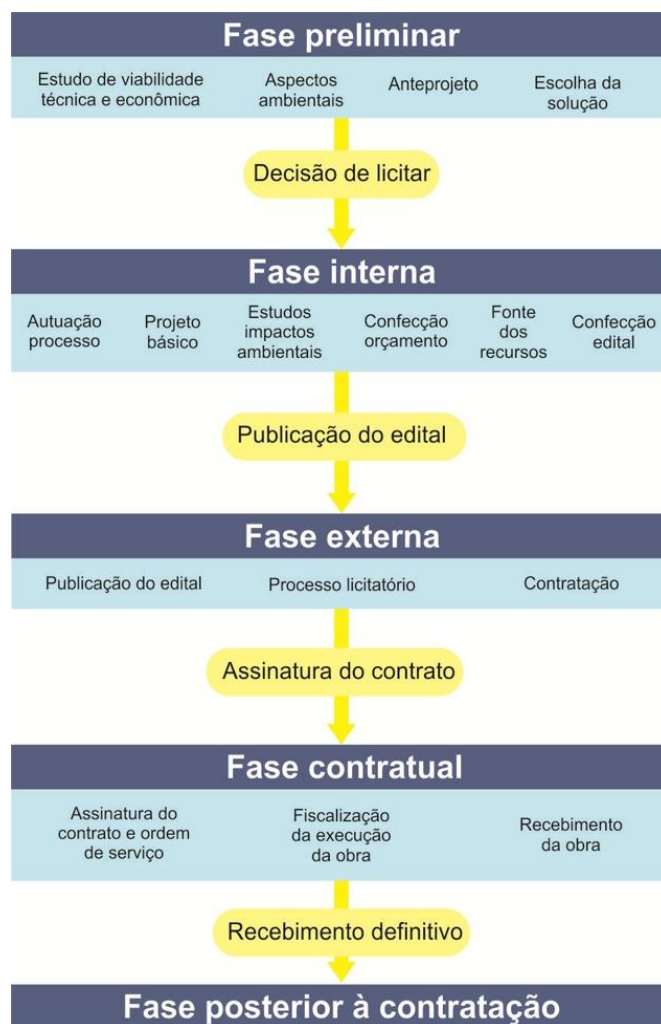 Fase preliminar
Estudo de viabilidade
técnica e econômica
Aspectos
ambientais
Anteprojeto
Escolha da
solução
Decisão de licitar
Fase interna
Autuação
processo
Projeto
básico
Estudos
impactos
ambientais
Confecção
orçamento
Fonte
dos
recursos
Confecção
edital
Publicação do edital
Fase externa
Publicação do edital
Processo licitatório
Contratação
Assinatura do contrato
Fase contratual
Assinatura do
contrato e ordem
de serviço
Fiscalização
da execução
da obra
Recebimento
da obra
Recebimento definitivo
Fase posterior à contratação